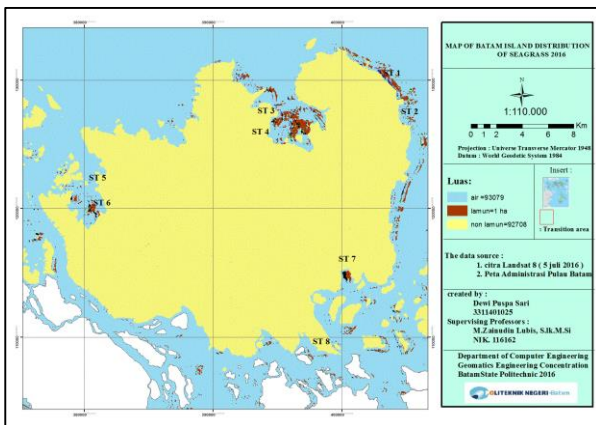 ST 1
ST 2
ST 3
ST 4
ST 5
ST 6
ST 7
ST 8
MAP OF BATAM ISLAND DISTRIBUTION
OF SEAGRASS 2016
N
1:110.000
Km
0 1 2 4 6 8
Projection : Universe Transverse Mercator 1948
Datum : World Geodetic System 1984
Luas:
air =93079
lamun=1 ha
non lamun=92708
Insert :
: Transition area
The data source :
1. citra Landsat 8 ( 5 juli 2016 )
2. Peta Administrasi Pulau Batam
created by :
Dewi Puspa Sari
3311401025
Supervising Professors :
M.Zainudin Lubis, S.Ik.M.Si
NIK. 116162
Department of Computer Engineering
Geomatics Engineering Concentration
BatamState Politechnic 2016
OLITEKNIK NEGERI Batam